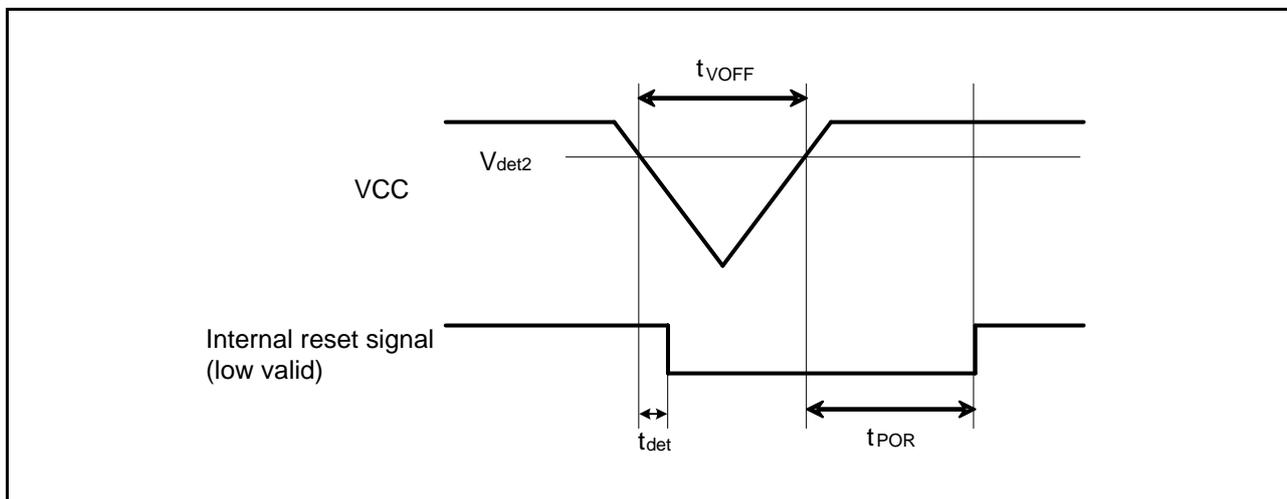 tVOFF
Vdet2
VCC
Internal reset signal
(low valid)
tdet
tPOR